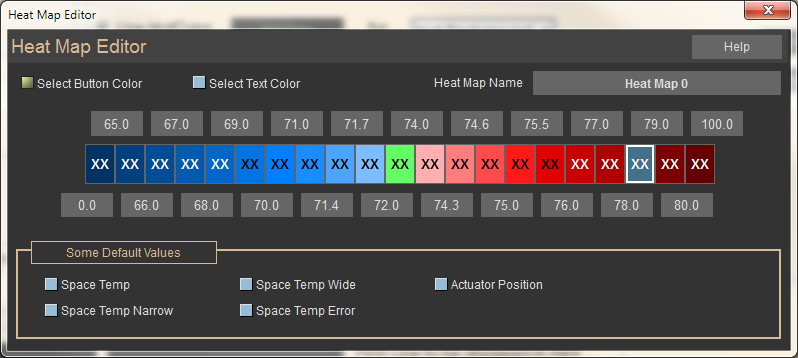 Heat Map Editor
Heat Map Editor
Help
Select Button Color
Select Text Color
Heat Map Name
Heat Map 0
65.0 67.0 69.0 71.0 71.7 74.0 74.6 75.5 77.0 79.0 100.0
XX XX XX XX XX XX XX XX XX XX XX XX XX XX XX XX XX XX XX XX XX
0.0 66.0 68.0 70.0 71.4 72.0 74.3 75.0 76.0 78.0 80.0
Some Default Values
Space Temp
Space Temp Wide
Actuator Position
Space Temp Narrow
Space Temp Error